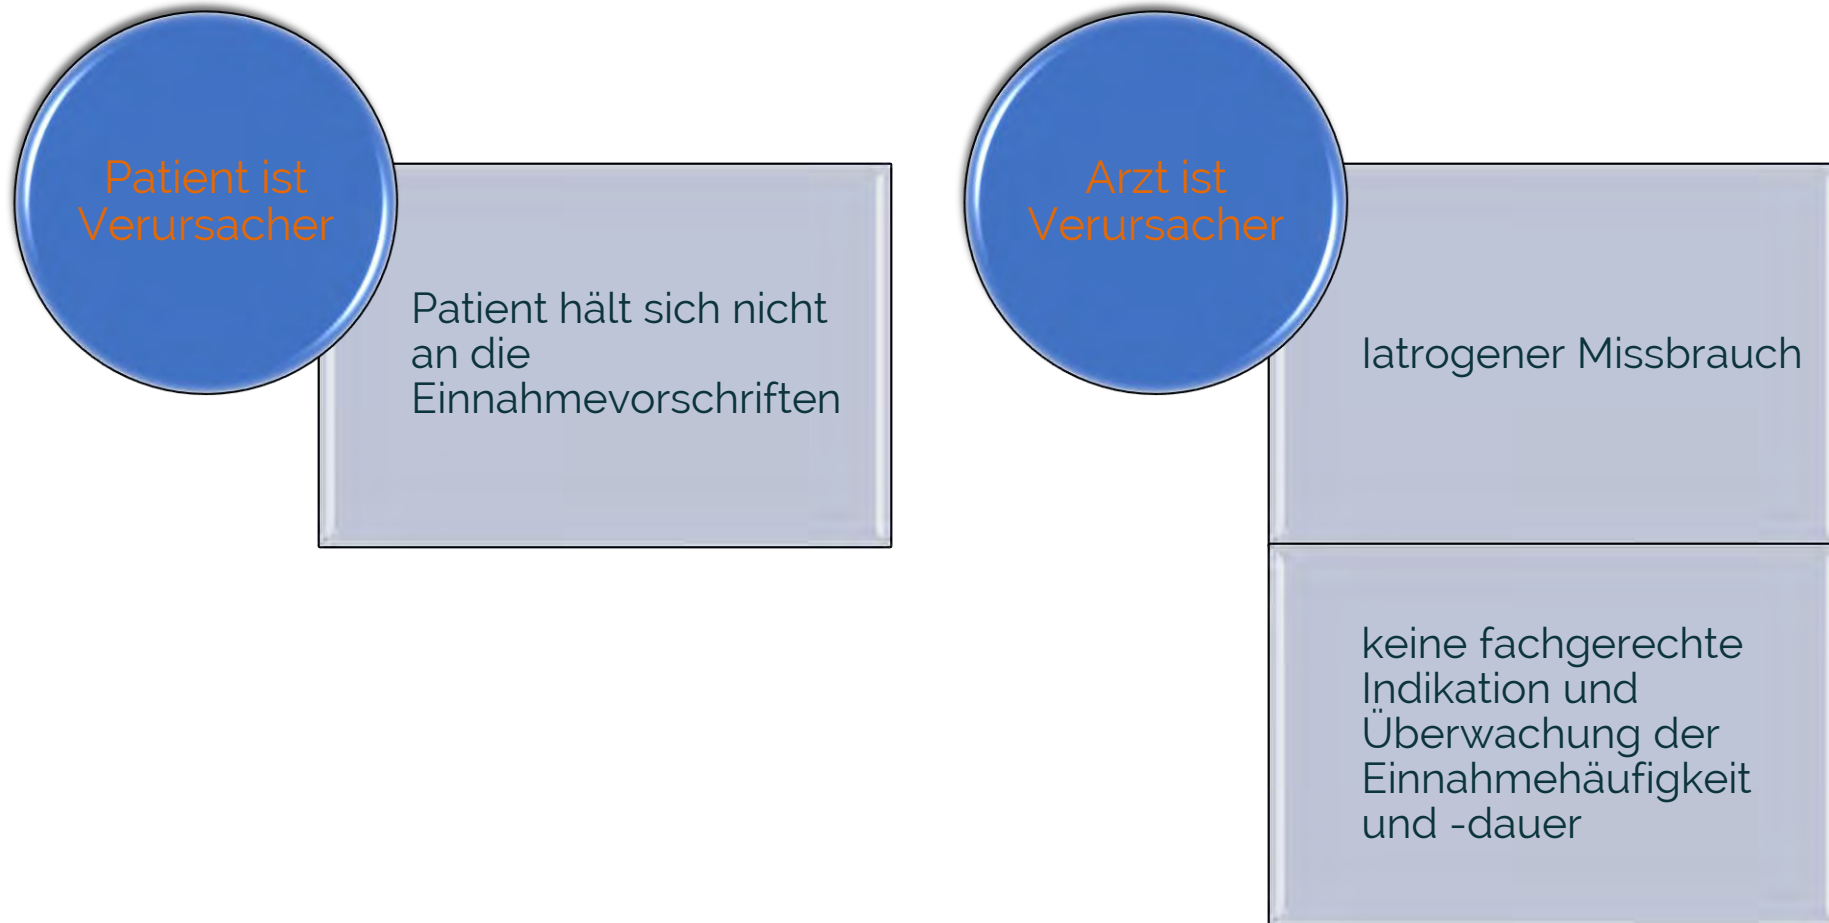 Patient ist
Verursacher
Patient hält sich nicht
an die
Einnahmevorschriften
Arzt ist
Verursacher
Iatrogener Missbrauch
keine fachgerechte
Indikation und
Überwachung der
Einnahmehäufigkeit
und -dauer